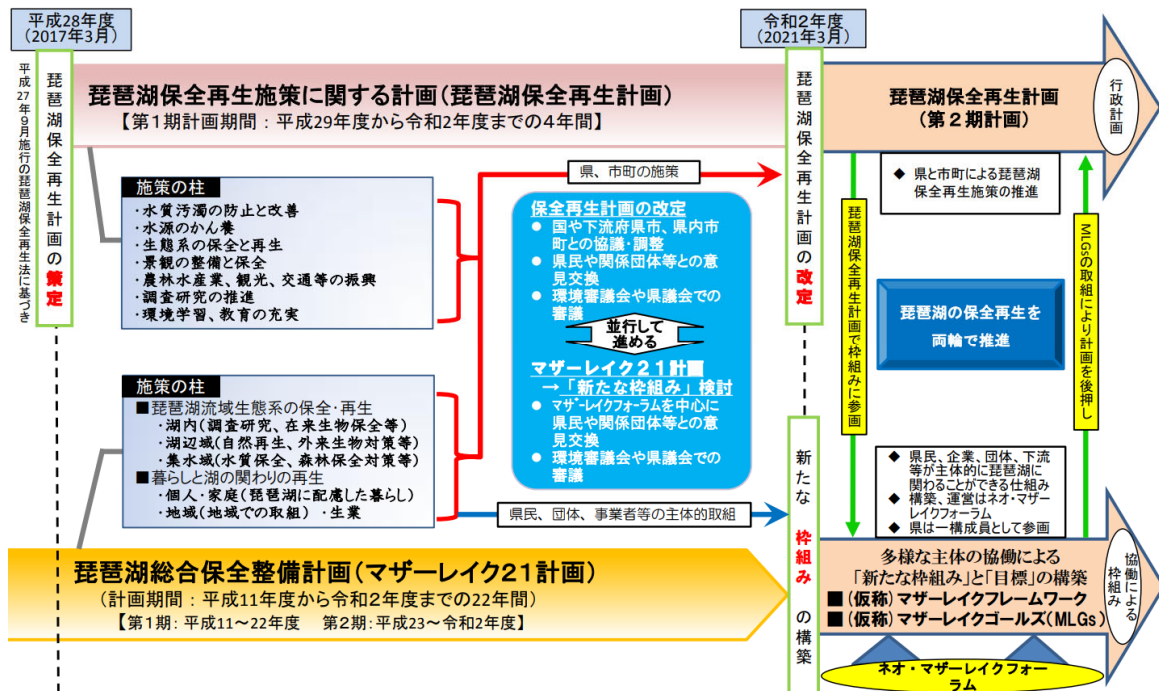 平成28年度
(2017年3月)
令和2年度
(2021年3月)
平成27年9月施行の琵琶湖保全再生法に基づき
琵琶湖保全再生計画の策定
琵琶湖保全再生施策に関する計画(琵琶湖保全再生計画)
【第1期計画期間:平成29年度から令和2年度までの4年間】
琵琶湖保全再生計画の改定
琵琶湖保全再生計画
(第2期計画)
行政計画
施策の柱
・水質汚濁の防止と改善
・水源のかん養
・生態系の保全と再生
・景観の整備と保全
・農林水産業、観光、交通等の振興
・調査研究の推進
・環境学習、教育の充実
県、市町の施策
保全再生計画の改定
● 国や下流府県市、県内市
町との協議・調整
● 県民や関係団体等との意
見交換
● 環境審議会や県議会での
審議
並行して
進める
マザーレイク21計画
→「新たな枠組み」検討
● マザーレイクフォーラムを中心に
県民や関係団体等との意
見交換
● 環境審議会や県議会での
審議
◆ 県と市町による琵琶湖
保全再生施策の推進
琵琶湖保全再生計画で枠組みに参画
MLGsの取組により計画を後押し
琵琶湖の保全再生を
両輪で推進
施策の柱
■琵琶湖流域生態系の保全・再生
・湖内(調査研究、在来生物保全等)
・湖辺域(自然再生、外来生物対策等)
・集水域(水質保全、森林保全対策等)
■暮らしと湖の関わりの再生
・個人・家庭(琵琶湖に配慮した暮らし)
・地域(地域での取組) ・生業
県民、団体、事業者等の主体的取組
◆ 県民、企業、団体、下流
等が主体的に琵琶湖に
関わることができる仕組み
◆ 構築、運営はネオ・マザー
レイクフォーラム
◆ 県は一構成員として参画
新たな 枠組み の構築
琵琶湖総合保全整備計画(マザーレイク21計画)
(計画期間:平成11年度から令和2年度までの22年間)
【第1期:平成11~22年度 第2期:平成23~令和2年度】
多様な主体の協働による
「新たな枠組み」と「目標」の構築
■(仮称)マザーレイクフレームワーク
■(仮称)マザーレイクゴールズ(MLGs)
協働による
枠組み
ネオ・マザーレイクフォー
ラム